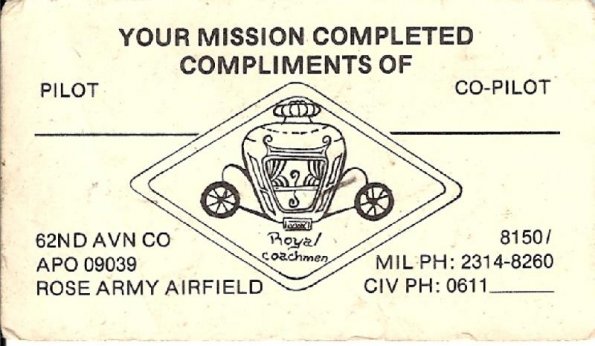 YOUR MISSION COMPLETED
COMPLIMENTS OF
PILOT
CO-PILOT
Royal
Coachmen
62ND AVN CO
APO 09039
ROSE ARMY AIRFIELD
8150/
MIL PH: 2314-8260
CIV PH: 0611______